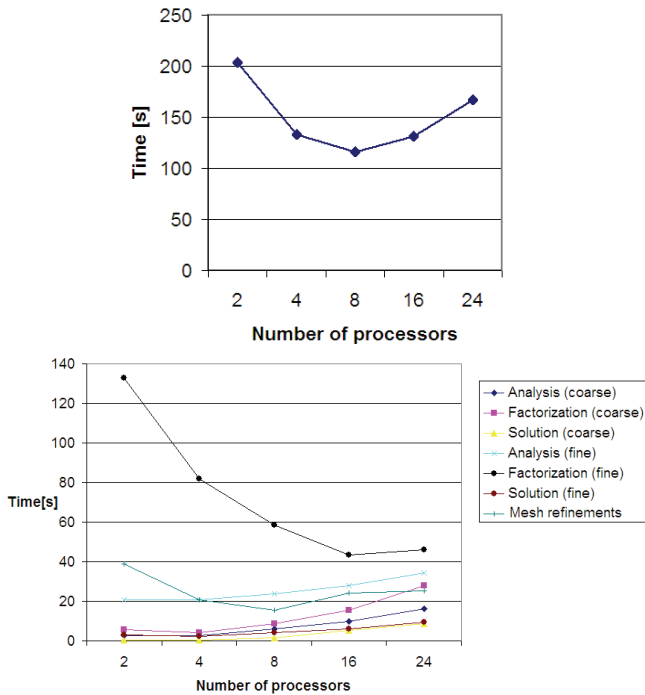 250
200
150
100
50
0
Time [s]
2 4 8 16 24
Number of processors
140
120
100
80
60
40
20
0
Time[s]
2 4 8 16 24
Number of processors
Analysis (coarse)
Factorization (coarse)
Solution (coarse)
Analysis (fine)
Factorization (fine)
Solution (fine)
Mesh refinements